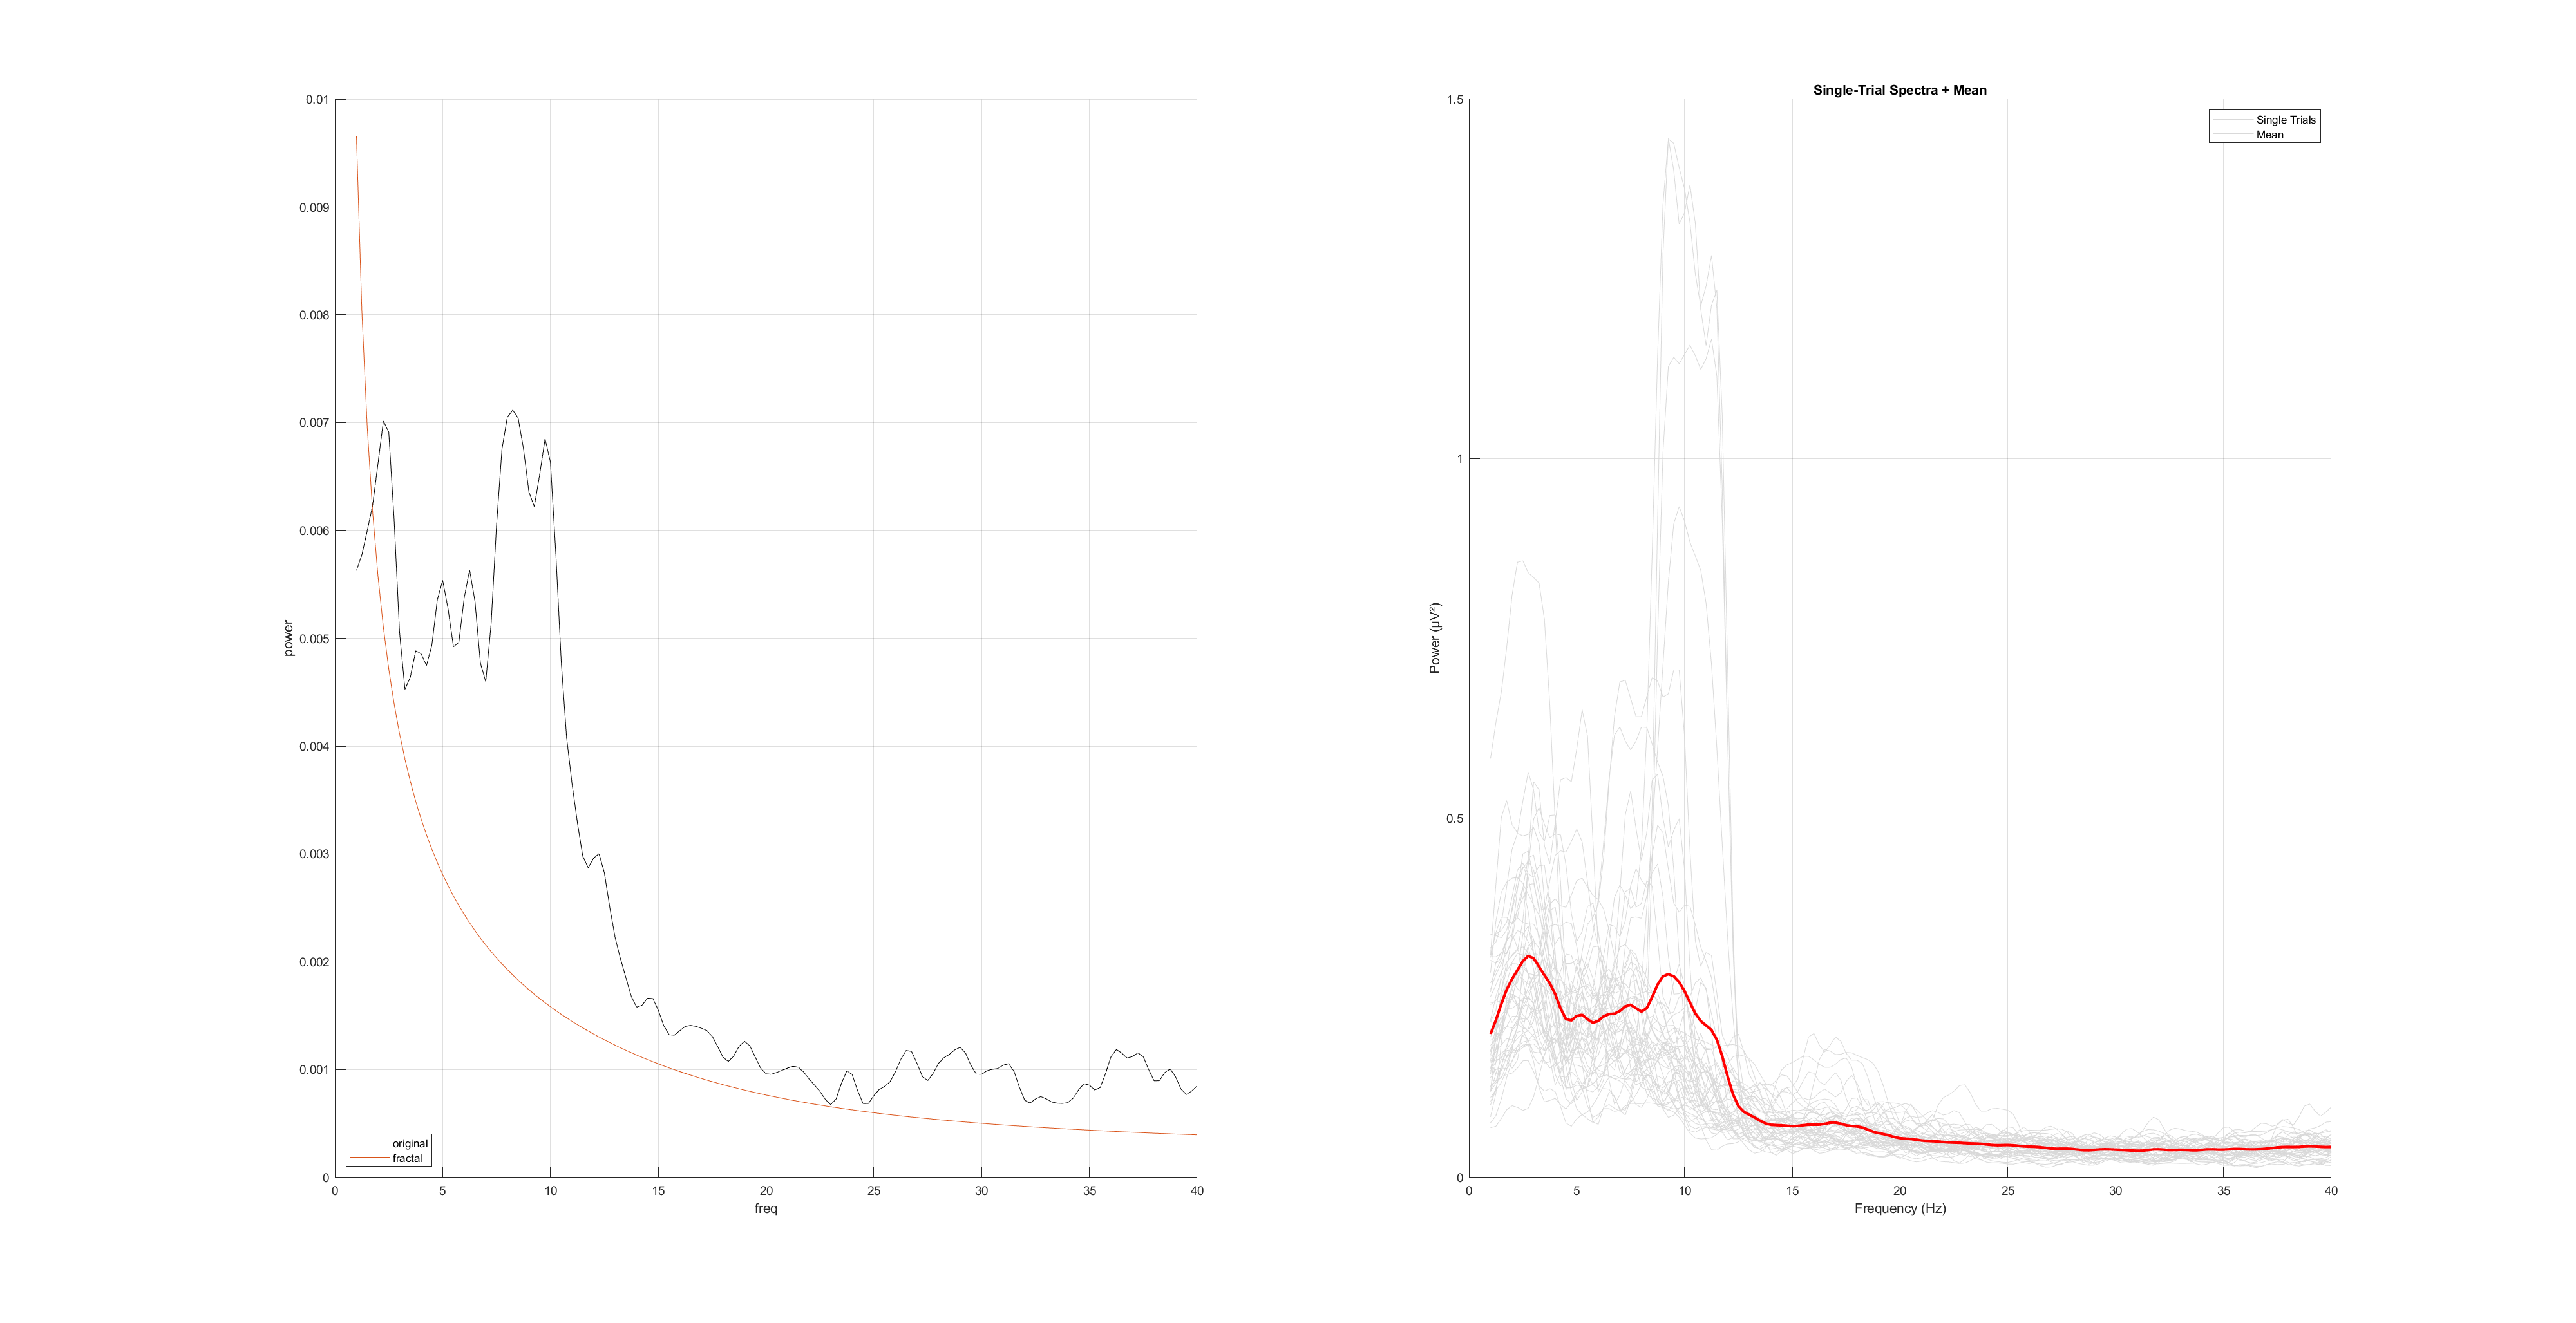 0.01
0.009
0.008
0.007
0.006
0.005
0.004
0.003
0.002
0.001
0
power
original
fractal
0 5 10 15 20 25 30 35 40
freq
Single-Trial Spectra + Mean
1.5
1
0.5
0
Power (µV²)
Single Trials
Mean
0 5 10 15 20 25 30 35 40
Frequency (Hz)